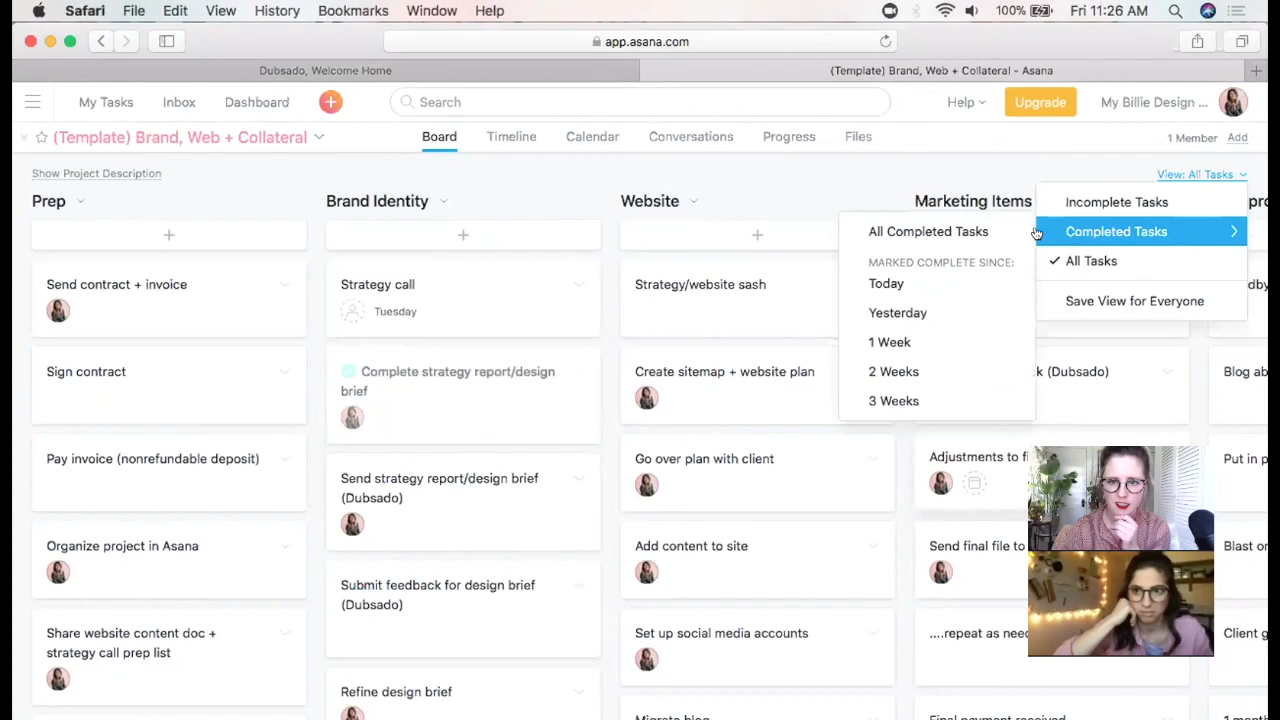 Safari File Edit View History Bookmarks Window Help 100% Fri 11:26 AM
app.asana.com
Dubsado, Welcome Home
(Template) Brand, Web + Collateral - Asana
My Tasks Inbox Dashboard Search Help Upgrade My Billie Design ...
(Template) Brand, Web + Collateral Board Timeline Calendar Conversations Progress Files 1 Member Add
Show Project Description View: All Tasks
Prep
Send contract + invoice
Sign contract
Pay invoice (nonrefundable deposit)
Organize project in Asana
Share website content doc +
strategy call prep list
Brand Identity
Strategy call
Tuesday
Complete strategy report/design
brief
Send strategy report/design brief
(Dubsado)
Submit feedback for design brief
(Dubsado)
Refine design brief
Website
Strategy/website sash
Create sitemap + website plan
Go over plan with client
Add content to site
Set up social media accounts
Migrate blog
Marketing Items
(Dubsado)
Adjustments to
Send final file to
....repeat as
Final payment received
Incomplete Tasks
Completed Tasks
All Tasks
Save View for Everyone
All Completed Tasks
MARKED COMPLETE SINCE:
Today
Yesterday
1 Week
2 Weeks
3 Weeks
Blog
Put in
Blast
Client
1